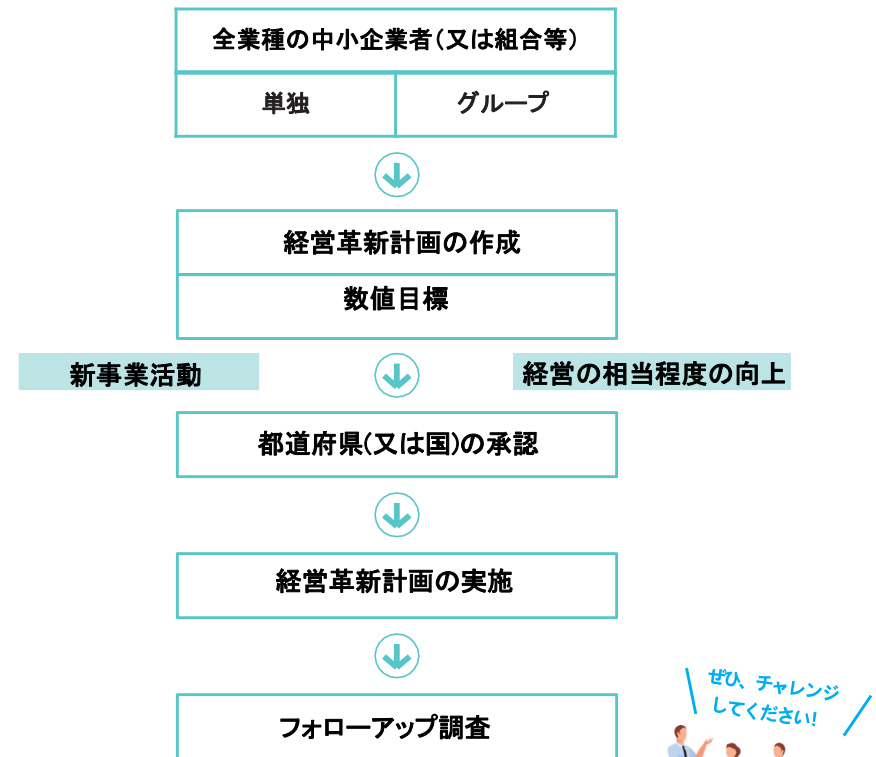 全業種の中小企業者(又は組合等)
単独
グループ
経営革新計画の作成
数値目標
新事業活動
経営の相当程度の向上
都道府県(又は国)の承認
経営革新計画の実施
フォローアップ調査
ぜひ、チャレンジ
してください!